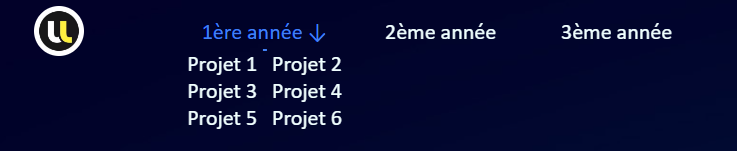 1ère année ↓ 2ème année 3ème année
Projet 1 Projet 2
Projet 3 Projet 4
Projet 5 Projet 6